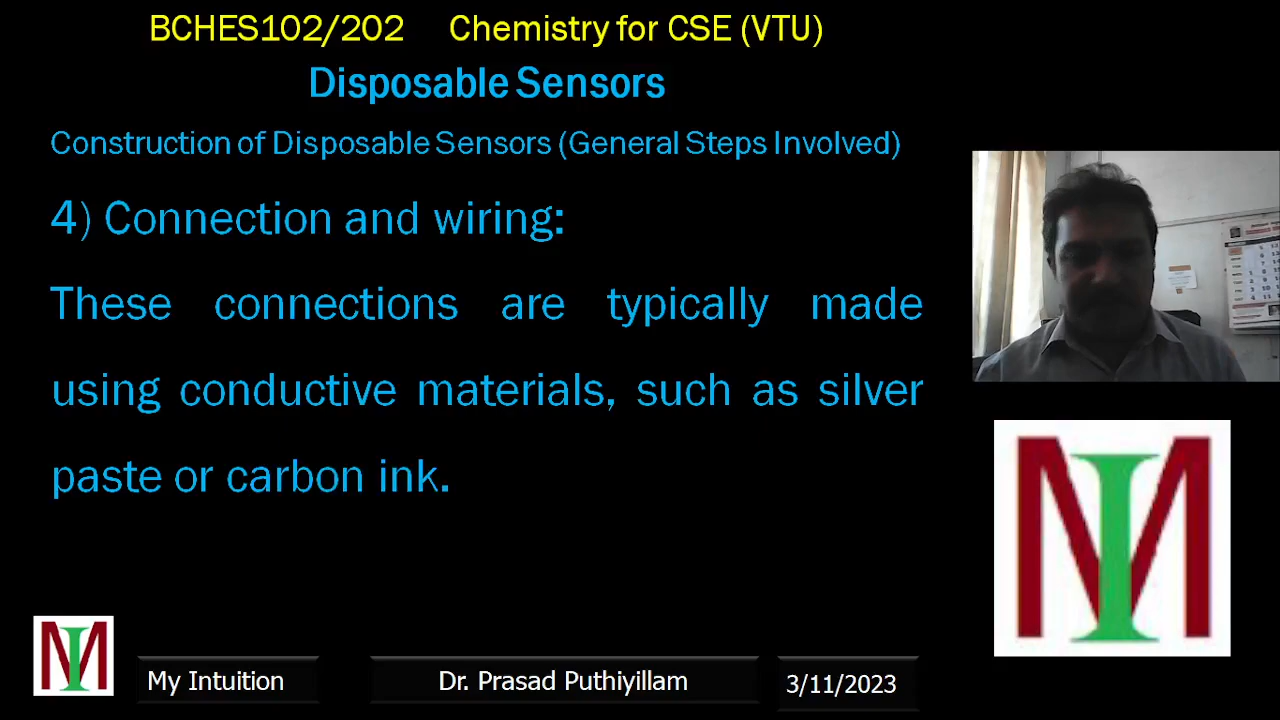 BCHES102/202 Chemistry for CSE (VTU)
Disposable Sensors
Construction of Disposable Sensors (General Steps Involved)
4) Connection and wiring:
These connections are typically made
using conductive materials, such as silver
paste or carbon ink.
MI
MI
My Intuition
Dr. Prasad Puthiyillam
3/11/2023